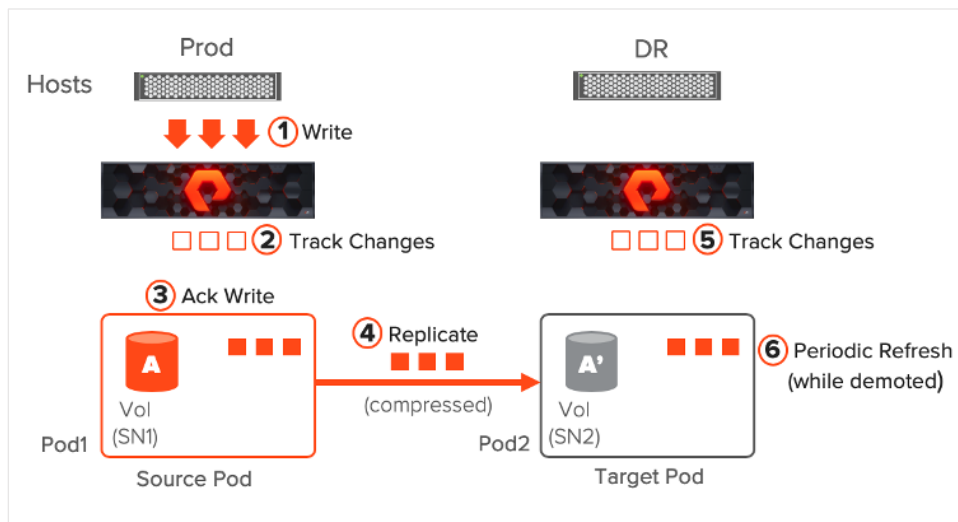 Prod
DR
Hosts
1 Write
2 Track Changes
5 Track Changes
3 Ack Write
4 Replicate
(compressed)
A
Vol
(SN1)
Pod1
Source Pod
A'
Vol
(SN2)
Pod2
Target Pod
6 Periodic Refresh
(while demoted)